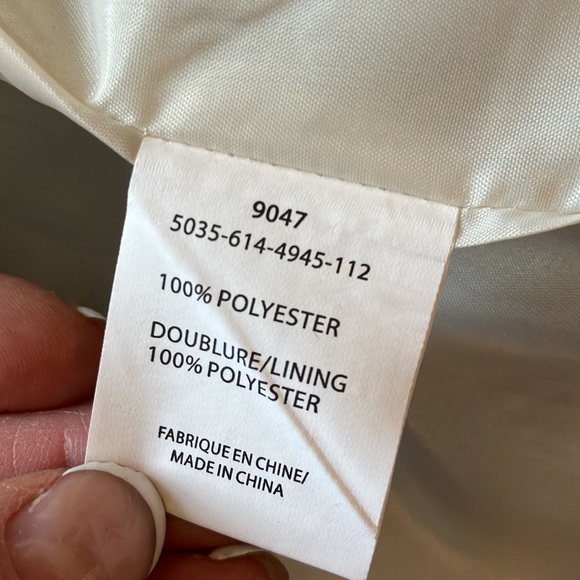 9047
5035-614-4945-112
100% POLYESTER
DOUBLURE/LINING
100% POLYESTER
FABRIQUE EN CHINE/
MADE IN CHINA